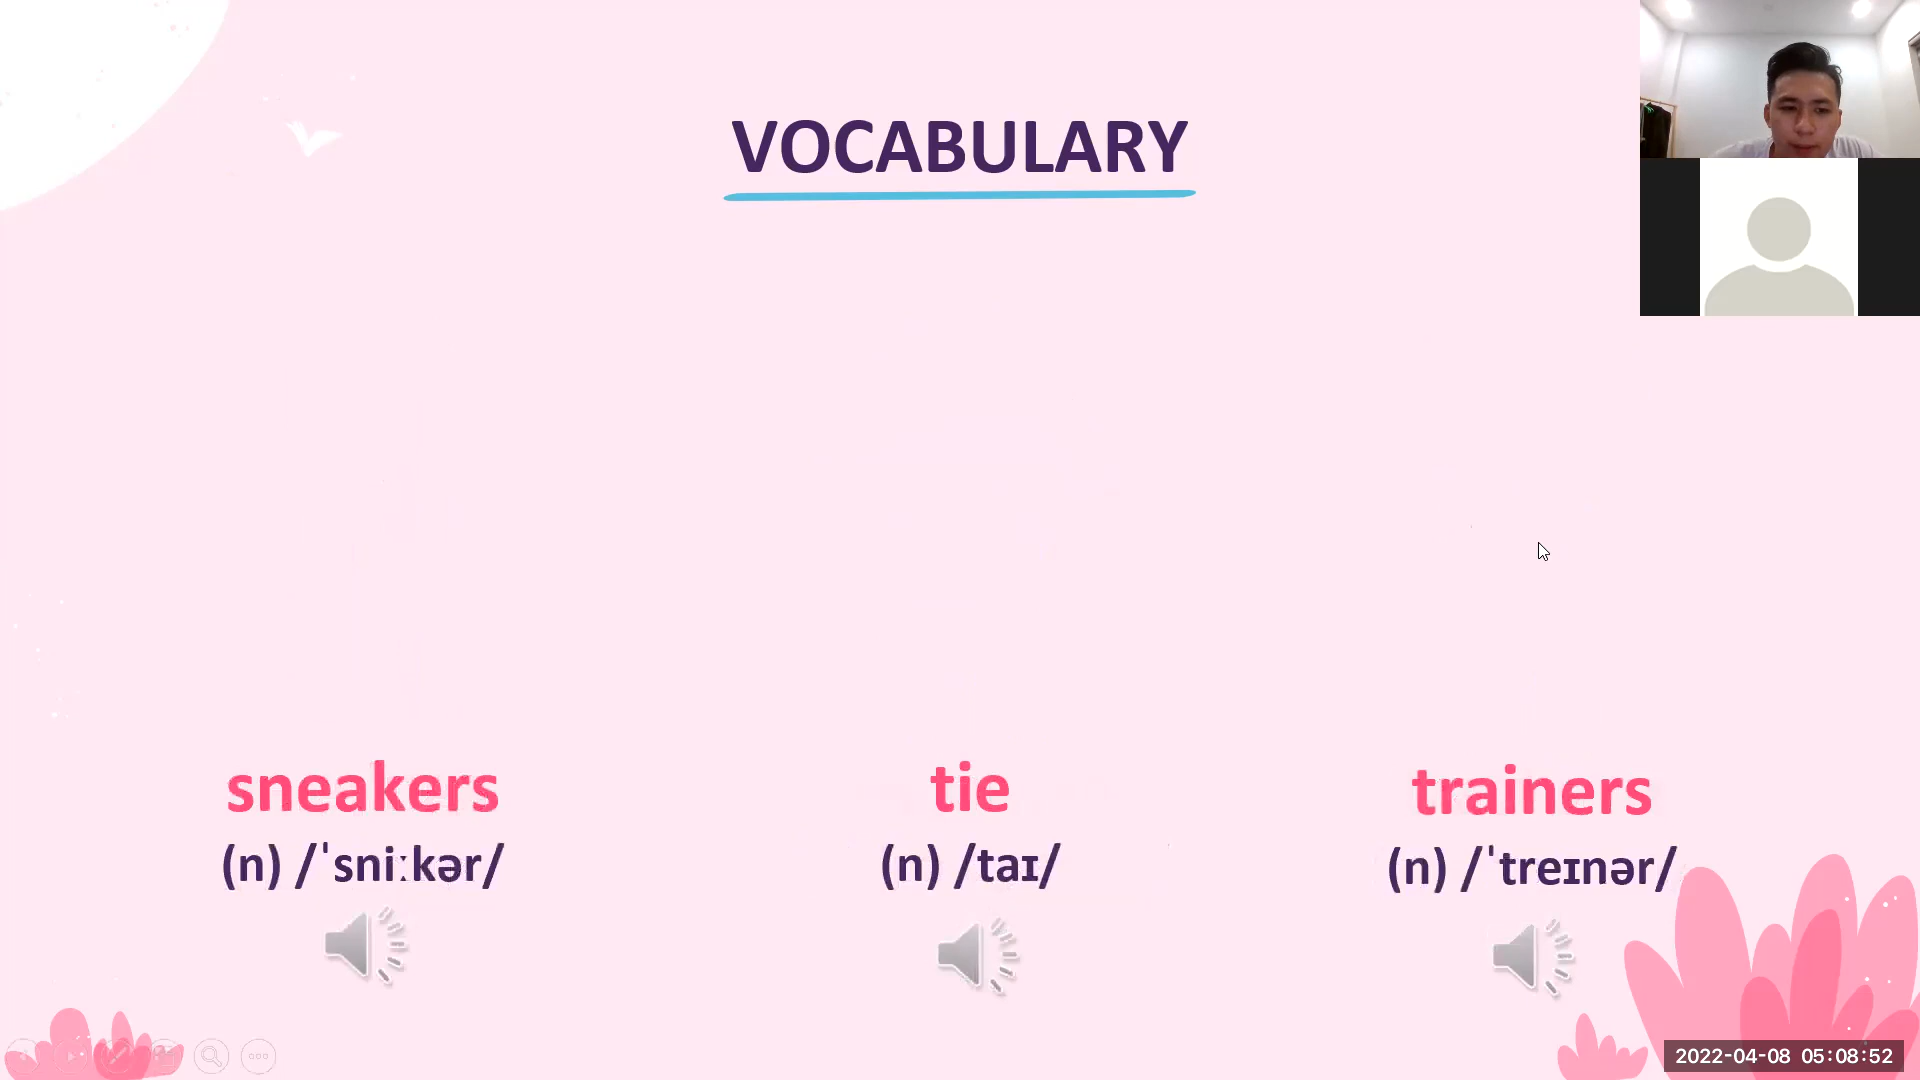 VOCABULARY
sneakers
(n) /ˈsniːkər/
tie
(n) /taɪ/
trainers
(n) /ˈtreɪnər/
2022-04-08 05:08:52